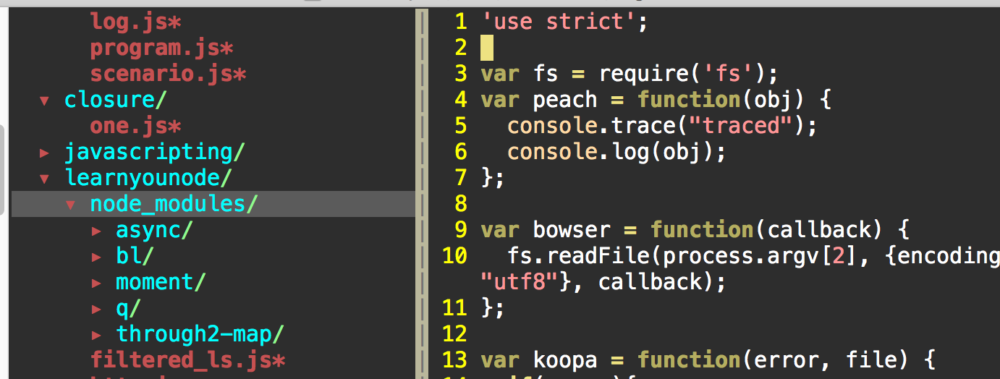 log.js*
program.js*
scenario.js*
▾ closure/
one.js*
▸ javascripting/
▾ learnyounode/
▾ node_modules/
▸ async/
▸ bl/
▸ moment/
▸ q/
▸ through2-map/
filtered_ls.js*
1 'use strict';
2
3 var fs = require('fs');
4 var peach = function(obj) {
5   console.trace("traced");
6   console.log(obj);
7 };
8
9 var bowser = function(callback) {
10   fs.readFile(process.argv[2], {encoding
"utf8"}, callback);
11 };
12
13 var koopa = function(error, file) {